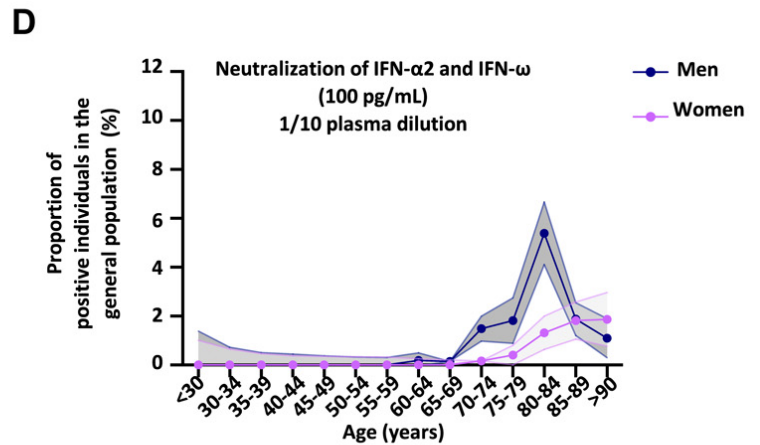 D
Neutralization of IFN-α2 and IFN-ω
(100 pg/mL)
1/10 plasma dilution
Men
Women
Proportion of
positive individuals in the
general population (%)
12
10
8
6
4
2
0
<30
30-34
35-39
40-44
45-49
50-54
55-59
60-64
65-69
70-74
75-79
80-84
85-89
>90
Age (years)